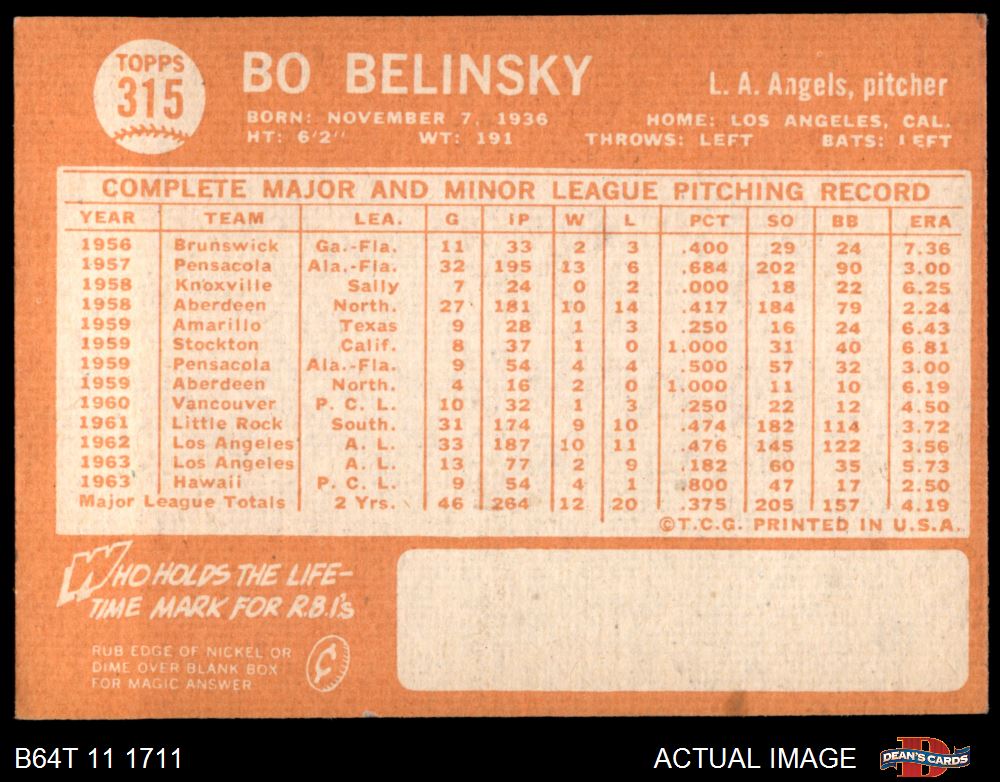 TOPPS
315
BO BELINSKY
L. A. Angels, pitcher
BORN: NOVEMBER 7, 1936
HOME: LOS ANGELES, CAL.
HT: 6'2" WT: 191 THROWS: LEFT BATS: LEFT
COMPLETE MAJOR AND MINOR LEAGUE PITCHING RECORD
YEAR TEAM LEA. G IP W L PCT SO BB ERA
1956 Brunswick Ga.-Fla. 11 33 2 3 .400 29 24 7.36
1957 Pensacola Ala.-Fla. 32 195 13 6 .684 202 90 3.00
1958 Knoxville Sally 7 24 0 2 .000 18 22 6.25
1958 Aberdeen North. 27 181 10 14 .417 184 79 2.24
1959 Amarillo Texas 9 28 1 3 .250 16 24 6.43
1959 Stockton Calif. 8 37 1 0 1.000 31 40 6.81
1959 Pensacola Ala.-Fla. 9 54 4 4 .500 57 32 3.00
1959 Aberdeen North. 4 16 2 0 1.000 11 10 6.19
1960 Vancouver P. C. L. 10 32 1 3 .250 22 12 4.50
1961 Little Rock South. 31 174 9 10 .474 182 114 3.72
1962 Los Angeles A. L. 33 187 10 11 .476 145 122 3.56
1963 Los Angeles A. L. 13 77 2 9 .182 60 35 5.73
1963 Hawaii P. C. L. 9 54 4 1 .800 47 17 2.50
Major League Totals 2 Yrs. 46 264 12 20 .375 205 157 4.19
©T.C.G. PRINTED IN U.S.A.
WHO HOLDS THE LIFE-
TIME MARK FOR R.B.I's
RUB EDGE OF NICKEL OR
DIME OVER BLANK BOX
FOR MAGIC ANSWER
¢
B64T 11 1711
ACTUAL IMAGE
D
DEAN'S CARDS